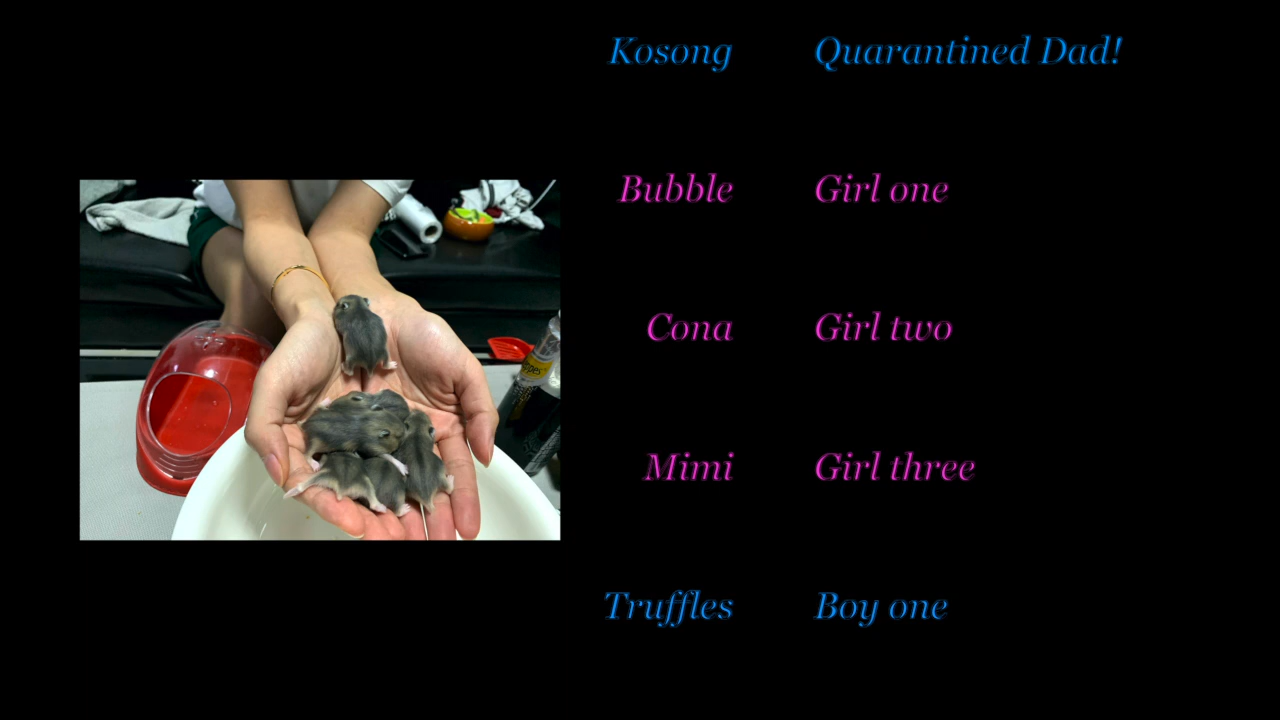 Kosong Quarantined Dad!
Bubble Girl one
Cona Girl two
Mimi Girl three
Truffles Boy one